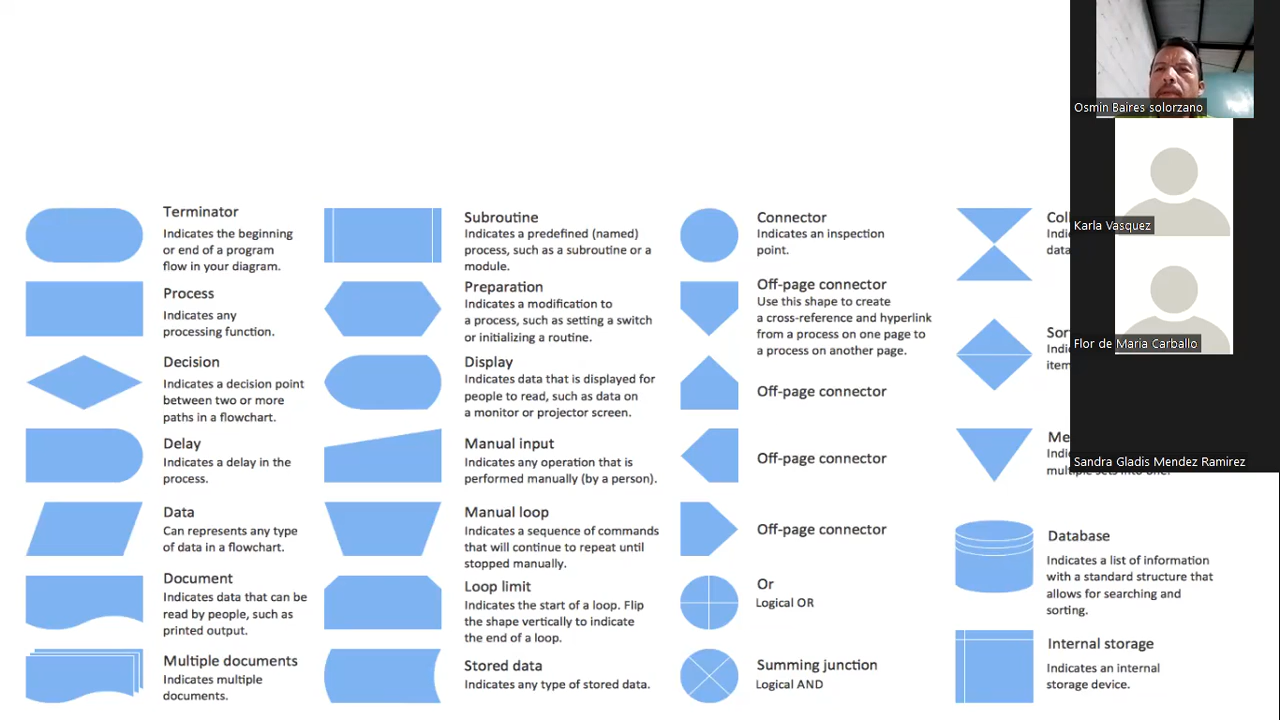 Terminator
Indicates the beginning
or end of a program
flow in your diagram.
Process
Indicates any
processing function.
Decision
Indicates a decision point
between two or more
paths in a flowchart.
Delay
Indicates a delay in the
process.
Data
Can represents any type
of data in a flowchart.
Document
Indicates data that can be
read by people, such as
printed output.
Multiple documents
Indicates multiple
documents.
Subroutine
Indicates a predefined (named)
process, such as a subroutine or a
module.
Preparation
Indicates a modification to
a process, such as setting a switch
or initializing a routine.
Display
Indicates data that is displayed for
people to read, such as data on
a monitor or projector screen.
Manual input
Indicates any operation that is
performed manually (by a person).
Manual loop
Indicates a sequence of commands
that will continue to repeat until
stopped manually.
Loop limit
Indicates the start of a loop. Flip
the shape vertically to indicate
the end of a loop.
Stored data
Indicates any type of stored data.
Connector
Indicates an inspection
point.
Off-page connector
Use this shape to create
a cross-reference and hyperlink
from a process on one page to
a process on another page.
Off-page connector
Off-page connector
Off-page connector
Or
Logical OR
Summing junction
Logical AND
Database
Indicates a list of information
with a standard structure that
allows for searching and
sorting.
Internal storage
Indicates an internal
storage device.
Osmin Baires solorzano
Karla Vasquez
Flor de Maria Carballo
Sandra Gladis Mendez Ramirez